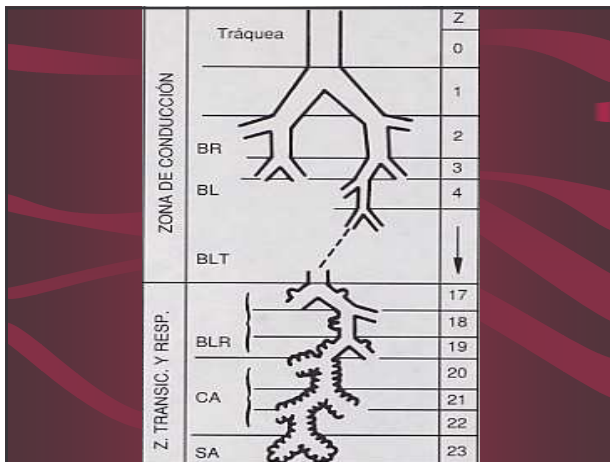 Z
Tráquea
0
1
2
BR
3
BL
4
BLT
17
18
BLR
19
20
CA
21
22
SA
23
ZONA DE CONDUCCIÓN
Z. TRANSIC. Y RESP.